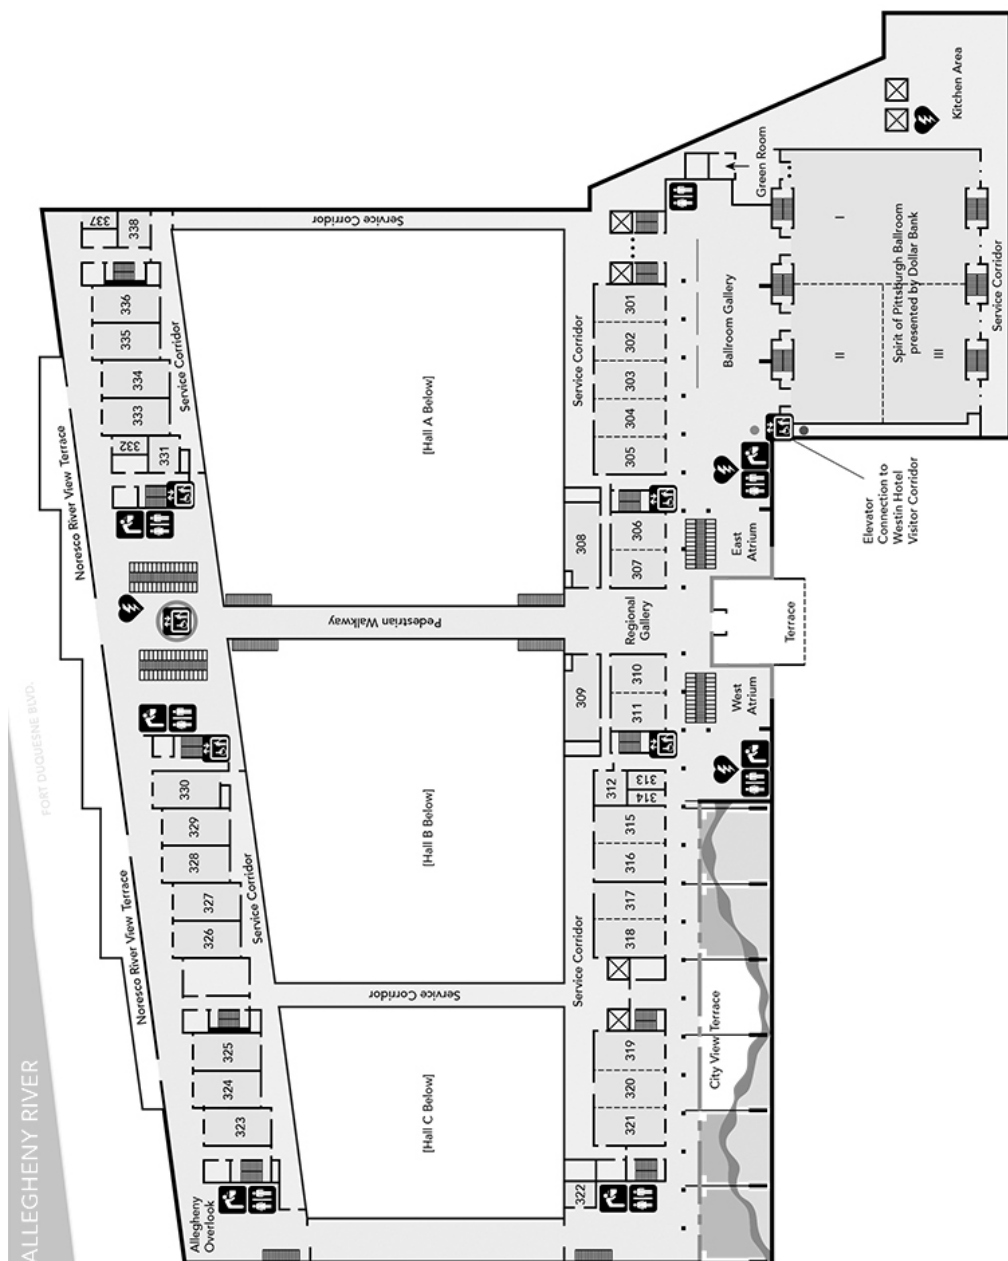 ALLEGHENY RIVER
FORT DUQUESNE BLVD.
Noresco River View Terrace
Noresco River View Terrace
Allegheny
Overlook
323
324
325
326
327
328
329
330
331
332
333
334
335
336
337
338
Service Corridor
Service Corridor
Service Corridor
Service Corridor
Pedestrian Walkway
[Hall A Below]
[Hall B Below]
[Hall C Below]
Service Corridor
Service Corridor
301
302
303
304
305
306
307
308
309
310
311
312
313
314
315
316
317
318
319
320
321
322
Regional
Gallery
Ballroom Gallery
East
Atrium
West
Atrium
Terrace
City View Terrace
Green Room
Kitchen Area
I
II
III
Spirit of Pittsburgh Ballroom
presented by Dollar Bank
Service Corridor
Elevator
Connection to
Westin Hotel
Visitor Corridor